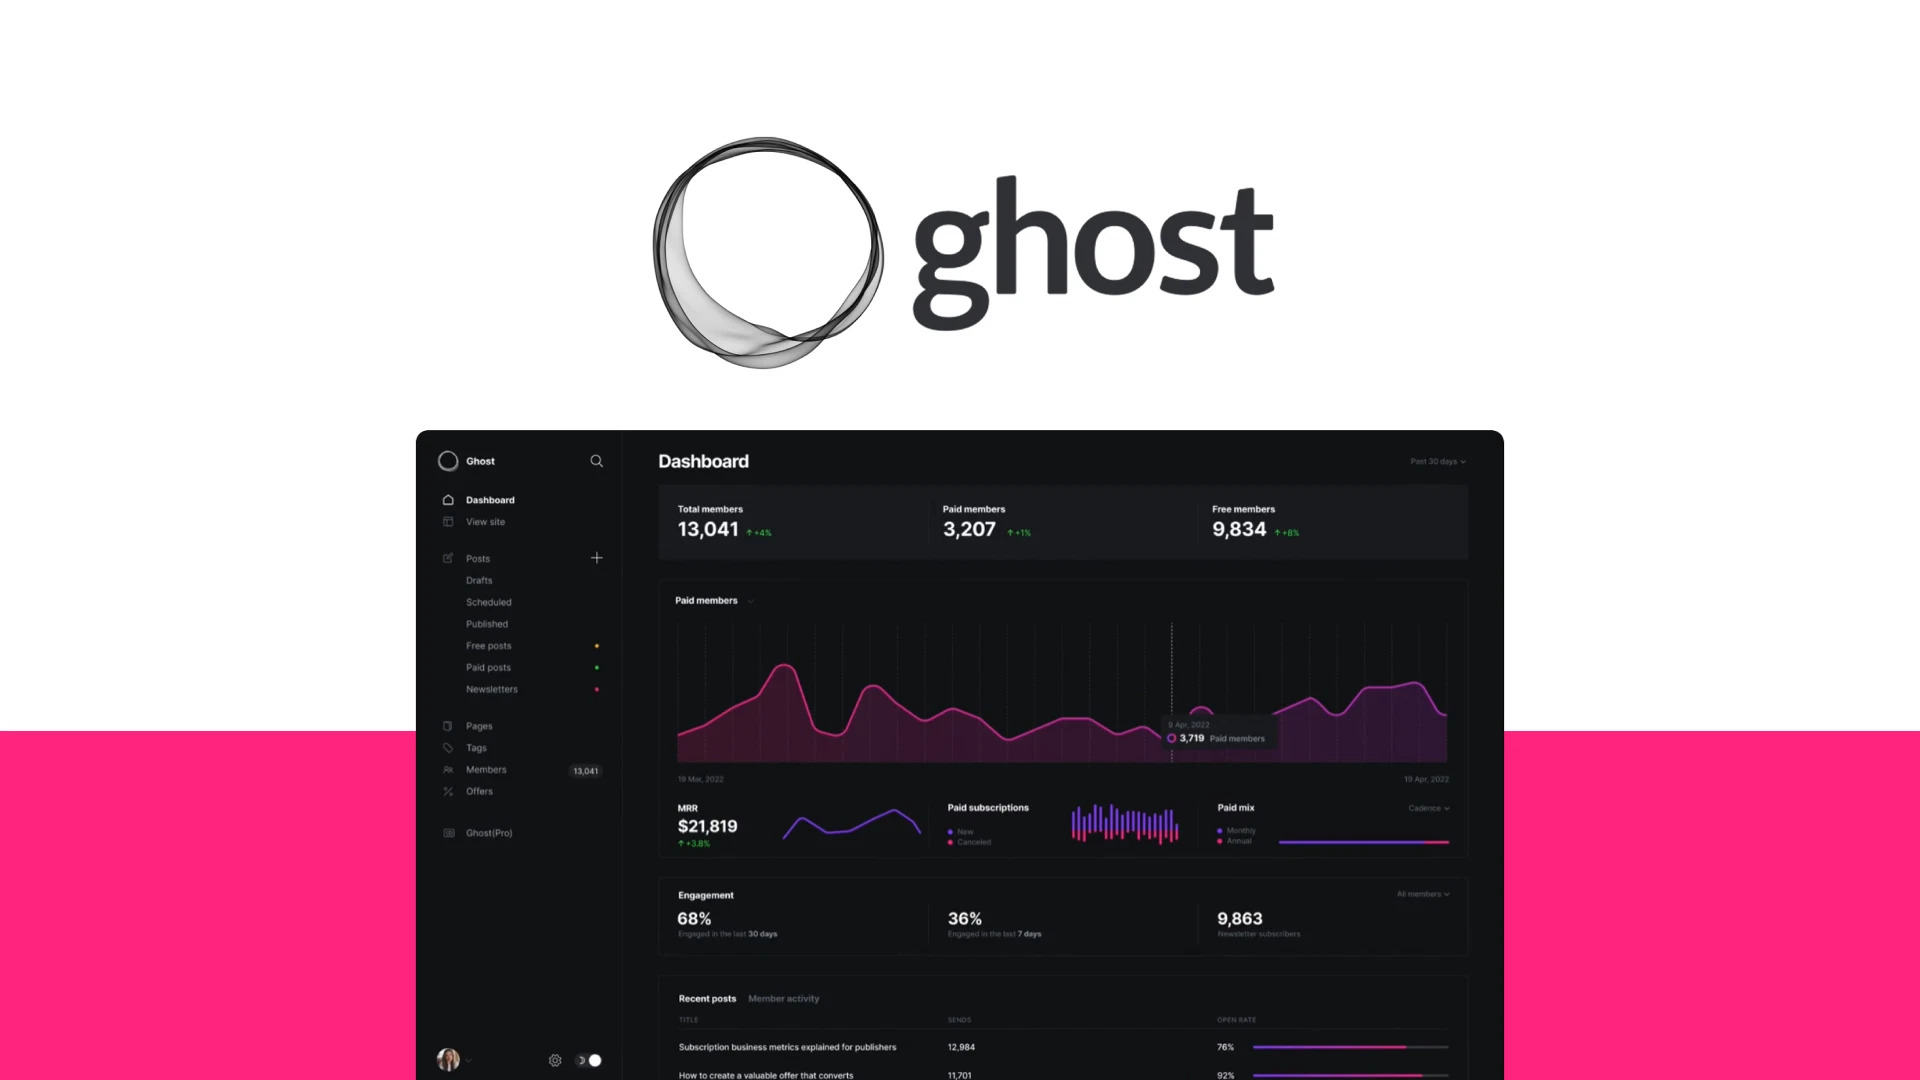 ghost
Ghost
Dashboard
View site
Posts
Drafts
Scheduled
Published
Free posts
Paid posts
Newsletters
Pages
Tags
Members 13,041
Offers
Ghost(Pro)
Dashboard
Past 30 days
Total members
13,041 +4%
Paid members
3,207 +1%
Free members
9,834 +8%
Paid members
9 Apr, 2022
3,719 Paid members
19 Mar, 2022
19 Apr, 2022
MRR
$21,819
+3.8%
Paid subscriptions
New
Canceled
Paid mix
Cadence
Monthly
Annual
Engagement
All members
68%
Engaged in the last 30 days
36%
Engaged in the last 7 days
9,863
Newsletter subscribers
Recent posts Member activity
TITLE SENDS OPEN RATE
Subscription business metrics explained for publishers 12,984 76%
How to create a valuable offer that converts 11,701 92%